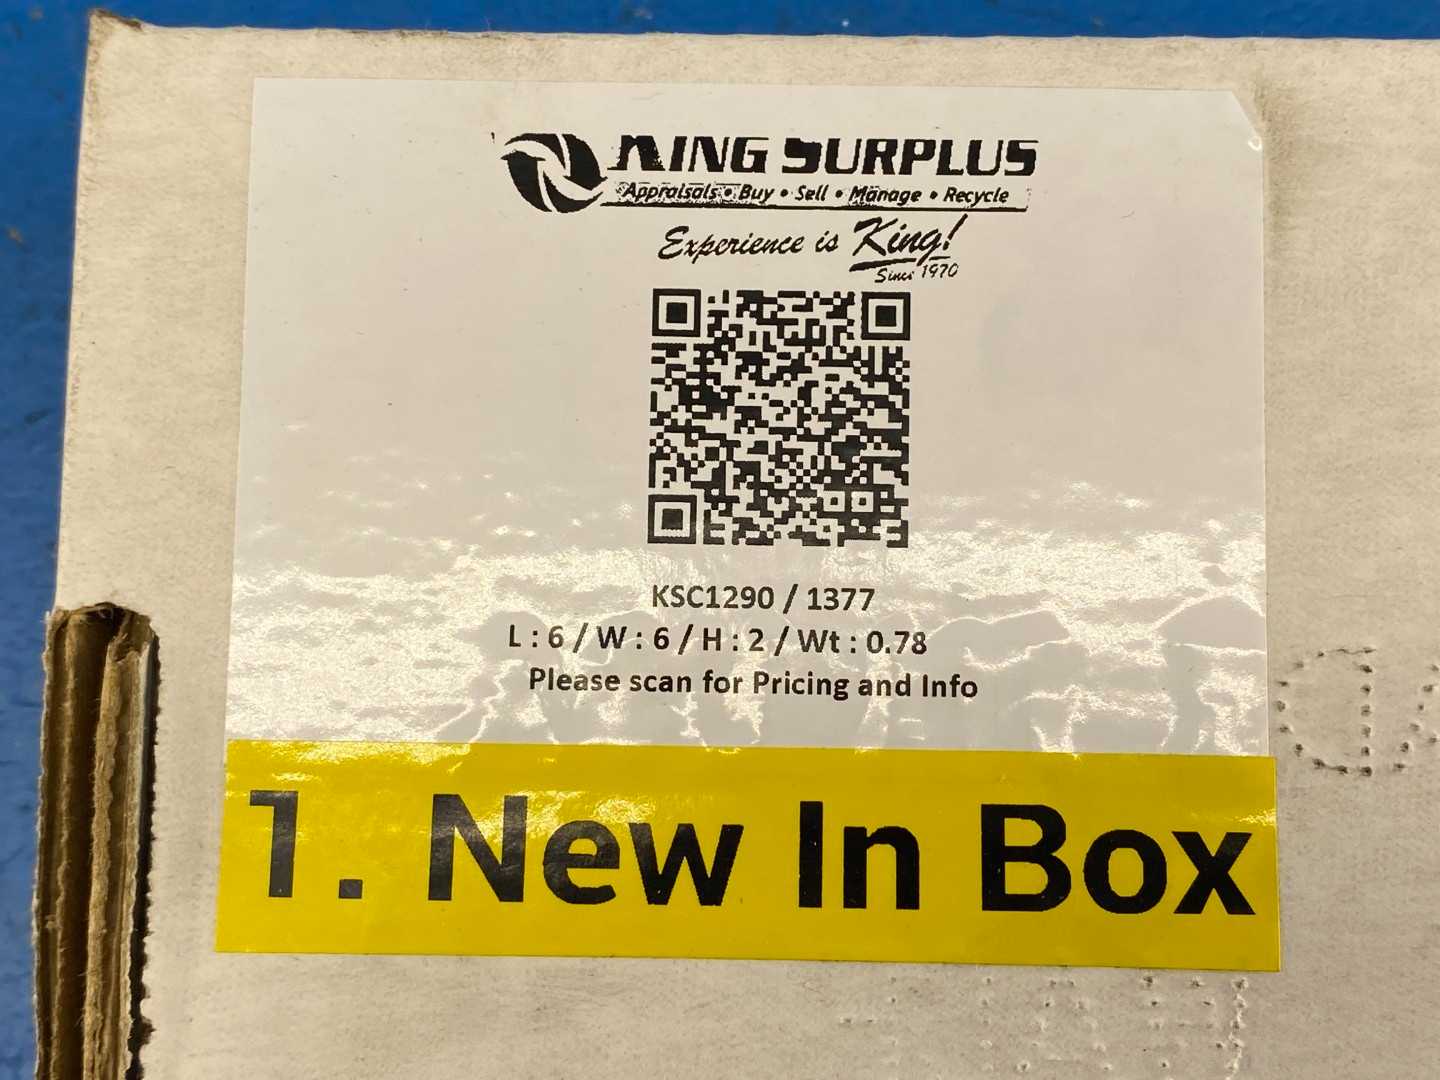 KING SURPLUS
Appraisals • Buy • Sell • Manage • Recycle
Experience is King!
Since 1970
KSC1290 / 1377
L : 6 / W : 6 / H : 2 / Wt : 0.78
Please scan for Pricing and Info
1. New In Box